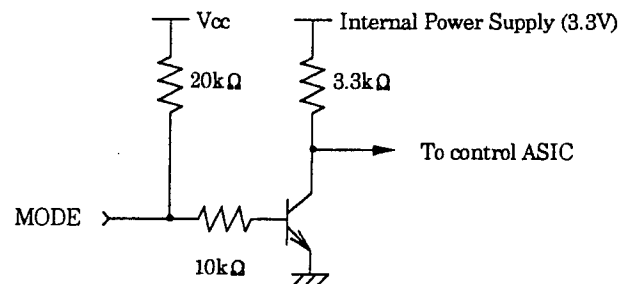 Vcc
Internal Power Supply (3.3V)
20kΩ
3.3kΩ
To control ASIC
MODE
10kΩ